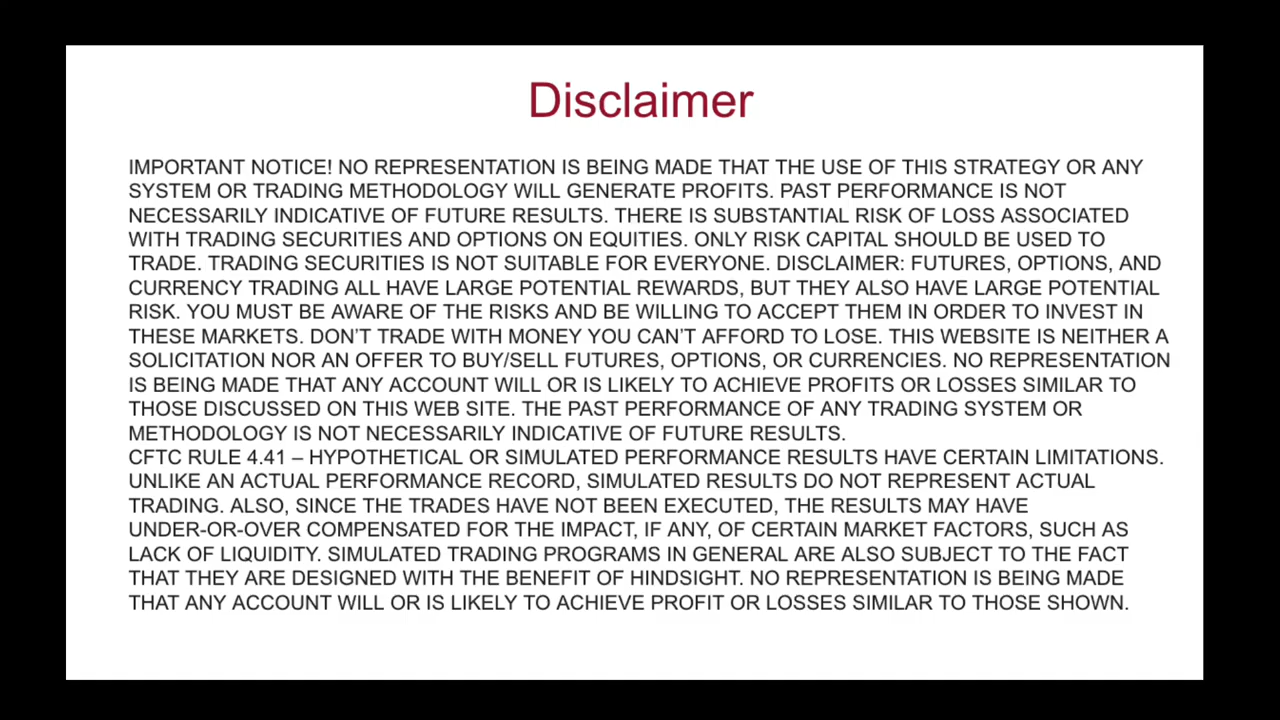 Disclaimer
IMPORTANT NOTICE! NO REPRESENTATION IS BEING MADE THAT THE USE OF THIS STRATEGY OR ANY
SYSTEM OR TRADING METHODOLOGY WILL GENERATE PROFITS. PAST PERFORMANCE IS NOT
NECESSARILY INDICATIVE OF FUTURE RESULTS. THERE IS SUBSTANTIAL RISK OF LOSS ASSOCIATED
WITH TRADING SECURITIES AND OPTIONS ON EQUITIES. ONLY RISK CAPITAL SHOULD BE USED TO
TRADE. TRADING SECURITIES IS NOT SUITABLE FOR EVERYONE. DISCLAIMER: FUTURES, OPTIONS, AND
CURRENCY TRADING ALL HAVE LARGE POTENTIAL REWARDS, BUT THEY ALSO HAVE LARGE POTENTIAL
RISK. YOU MUST BE AWARE OF THE RISKS AND BE WILLING TO ACCEPT THEM IN ORDER TO INVEST IN
THESE MARKETS. DON’T TRADE WITH MONEY YOU CAN’T AFFORD TO LOSE. THIS WEBSITE IS NEITHER A
SOLICITATION NOR AN OFFER TO BUY/SELL FUTURES, OPTIONS, OR CURRENCIES. NO REPRESENTATION
IS BEING MADE THAT ANY ACCOUNT WILL OR IS LIKELY TO ACHIEVE PROFITS OR LOSSES SIMILAR TO
THOSE DISCUSSED ON THIS WEB SITE. THE PAST PERFORMANCE OF ANY TRADING SYSTEM OR
METHODOLOGY IS NOT NECESSARILY INDICATIVE OF FUTURE RESULTS.
CFTC RULE 4.41 – HYPOTHETICAL OR SIMULATED PERFORMANCE RESULTS HAVE CERTAIN LIMITATIONS.
UNLIKE AN ACTUAL PERFORMANCE RECORD, SIMULATED RESULTS DO NOT REPRESENT ACTUAL
TRADING. ALSO, SINCE THE TRADES HAVE NOT BEEN EXECUTED, THE RESULTS MAY HAVE
UNDER-OR-OVER COMPENSATED FOR THE IMPACT, IF ANY, OF CERTAIN MARKET FACTORS, SUCH AS
LACK OF LIQUIDITY. SIMULATED TRADING PROGRAMS IN GENERAL ARE ALSO SUBJECT TO THE FACT
THAT THEY ARE DESIGNED WITH THE BENEFIT OF HINDSIGHT. NO REPRESENTATION IS BEING MADE
THAT ANY ACCOUNT WILL OR IS LIKELY TO ACHIEVE PROFIT OR LOSSES SIMILAR TO THOSE SHOWN.